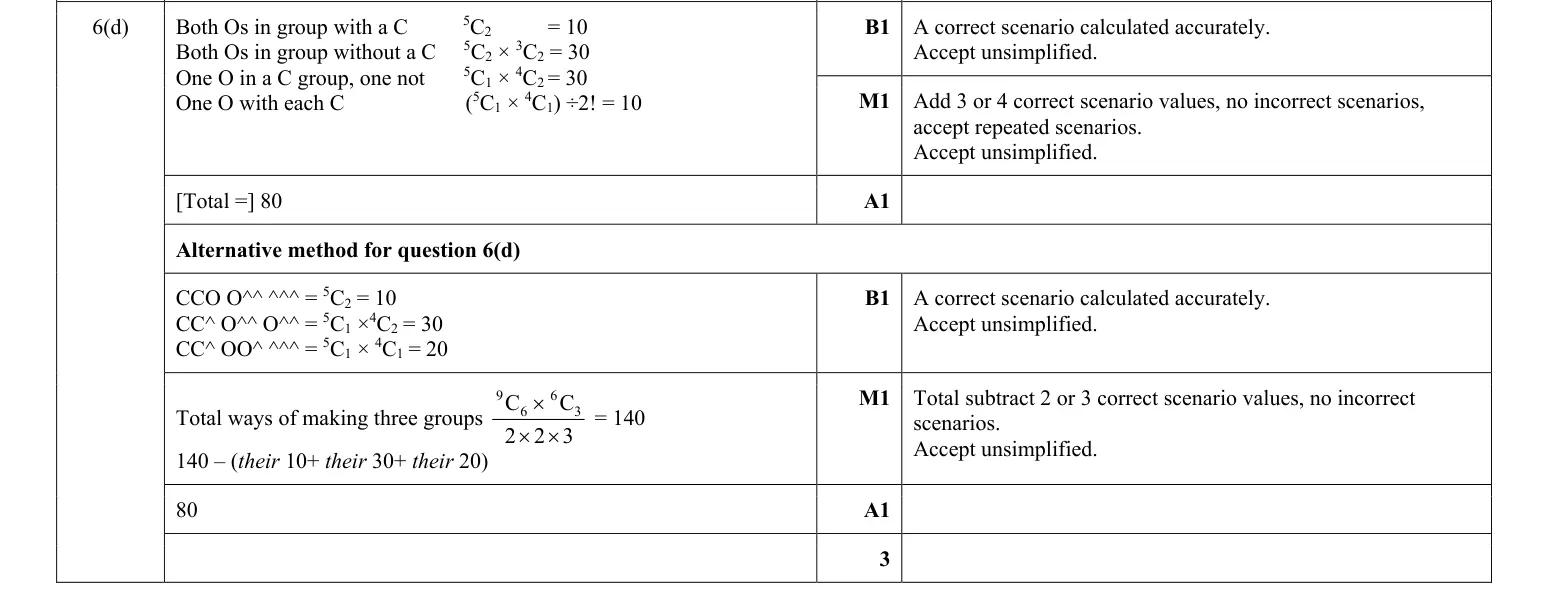 6(d)
Both Os in group with a C ⁵C₂ = 10
Both Os in group without a C ⁵C₂ × ³C₂ = 30
One O in a C group, one not ⁵C₁ × ⁴C₂ = 30
One O with each C (⁵C₁ × ⁴C₁) ÷2! = 10
B1
A correct scenario calculated accurately.
Accept unsimplified.
M1
Add 3 or 4 correct scenario values, no incorrect scenarios,
accept repeated scenarios.
Accept unsimplified.
[Total =] 80
A1
Alternative method for question 6(d)
CCO O^^ ^^^ = ⁵C₂ = 10
CC^ O^^ O^^ = ⁵C₁ ×⁴C₂ = 30
CC^ OO^ ^^^ = ⁵C₁ × ⁴C₁ = 20
B1
A correct scenario calculated accurately.
Accept unsimplified.
Total ways of making three groups (⁹C₆ × ⁶C₃)/(2×2×3) = 140
140 – (their 10+ their 30+ their 20)
M1
Total subtract 2 or 3 correct scenario values, no incorrect
scenarios.
Accept unsimplified.
80
A1
3